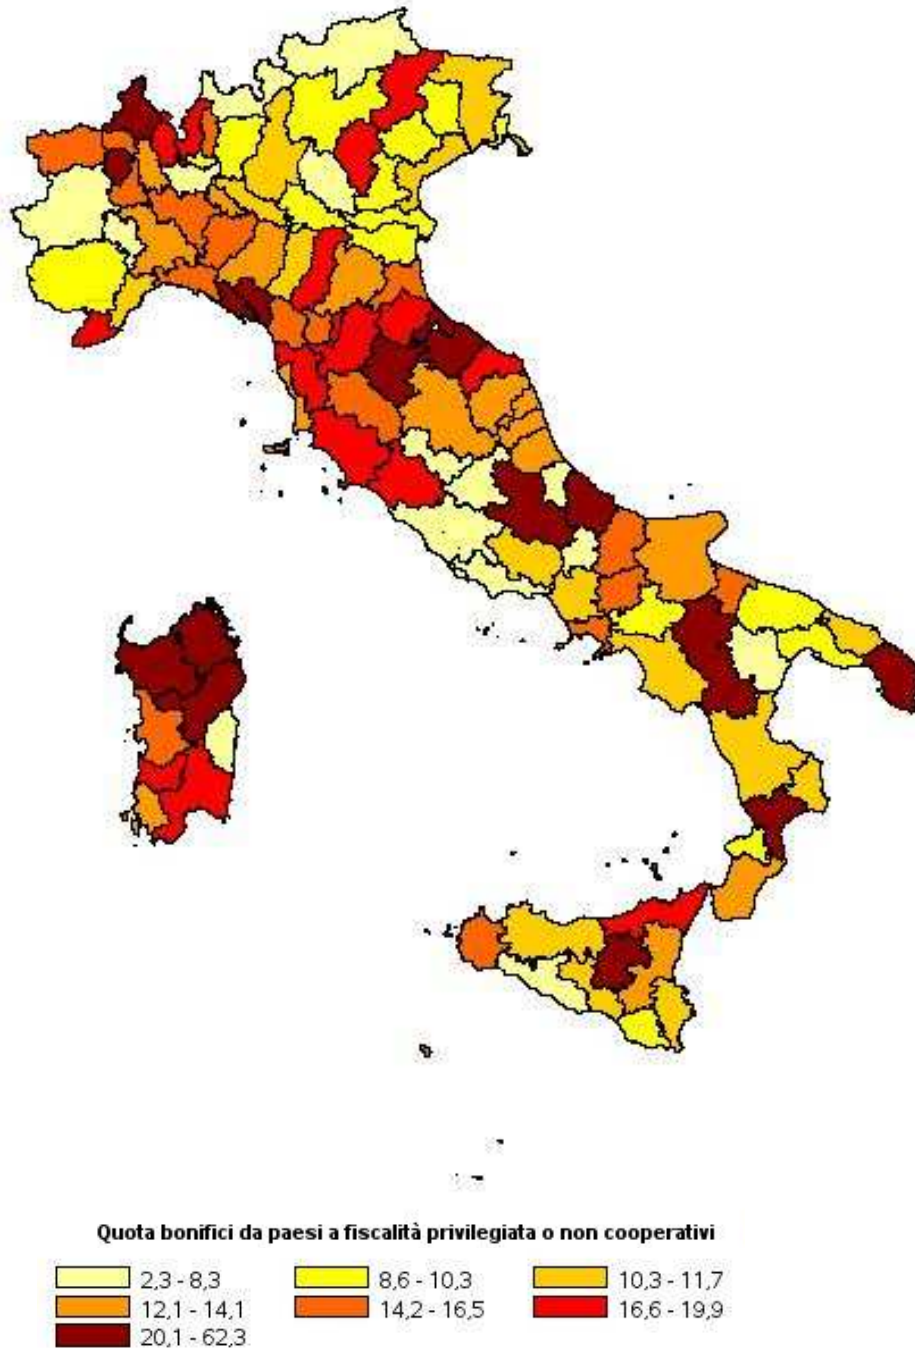 Quota bonifici da paesi a fiscalità privilegiata o non cooperativi
2,3 - 8,3 8,6 - 10,3 10,3 - 11,7
12,1 - 14,1 14,2 - 16,5 16,6 - 19,9
20,1 - 62,3